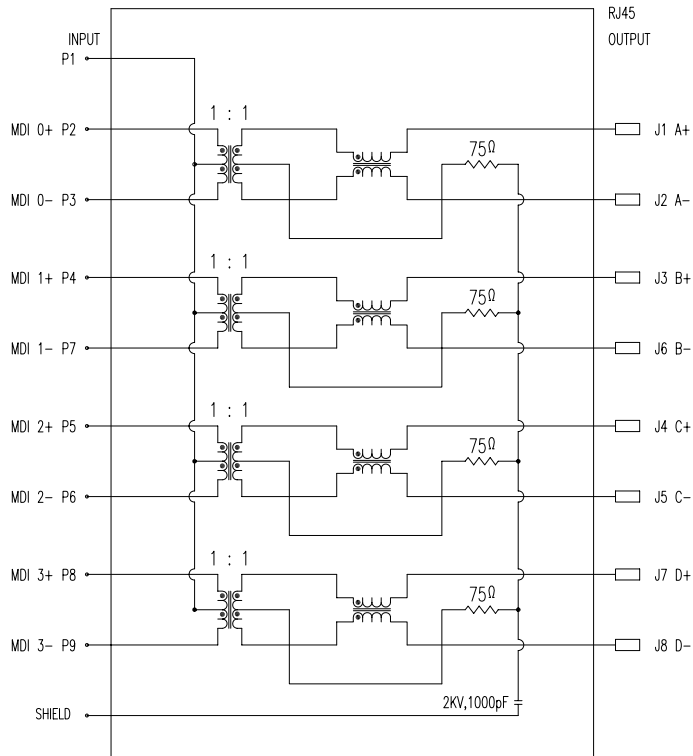 RJ45
INPUT OUTPUT
P1
1 : 1
MDI 0+ P2 J1 A+
75Ω
MDI 0- P3 J2 A-
1 : 1
MDI 1+ P4 J3 B+
75Ω
MDI 1- P7 J6 B-
1 : 1
MDI 2+ P5 J4 C+
75Ω
MDI 2- P6 J5 C-
1 : 1
MDI 3+ P8 J7 D+
75Ω
MDI 3- P9 J8 D-
2KV,1000pF
SHIELD